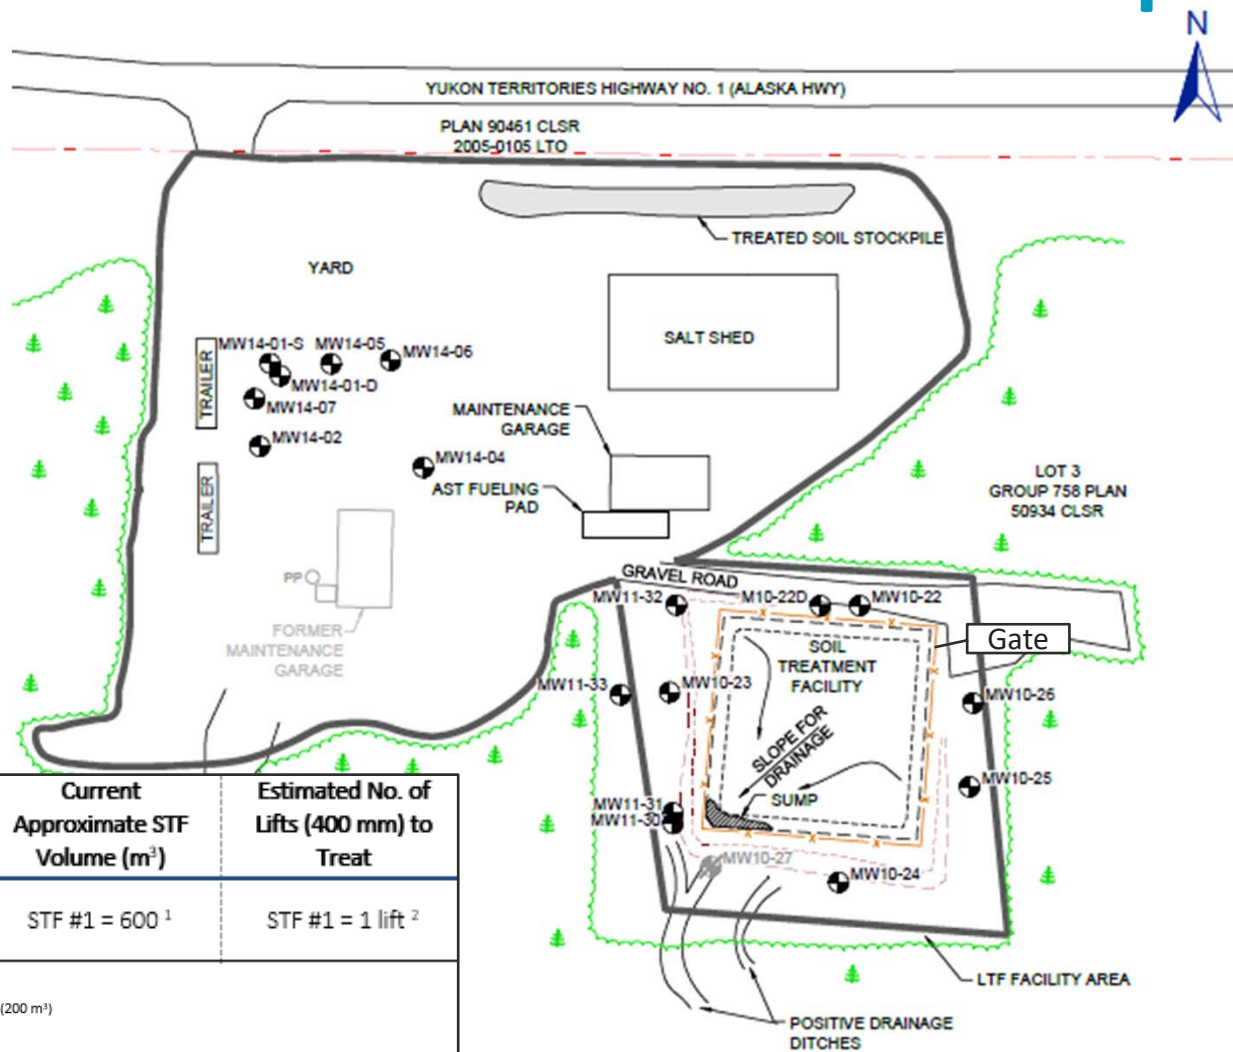 N
YUKON TERRITORIES HIGHWAY NO. 1 (ALASKA HWY)
PLAN 90461 CLSR
2005-0105 LTO
TREATED SOIL STOCKPILE
YARD
SALT SHED
TRAILER
MW14-01-S
MW14-05
MW14-06
MW14-01-D
MW14-07
MW14-02
MAINTENANCE
GARAGE
MW14-04
AST FUELING
PAD
LOT 3
GROUP 758 PLAN
50934 CLSR
TRAILER
PP
FORMER
MAINTENANCE
GARAGE
GRAVEL ROAD
MW11-32
M10-22D
MW10-22
Gate
SOIL
TREATMENT
FACILITY
MW11-33
MW10-23
MW10-26
SLOPE FOR
DRAINAGE
MW10-25
SUMP
MW11-31
MW11-30
MW10-27
MW10-24
LTF FACILITY AREA
POSITIVE DRAINAGE
DITCHES
Current
Approximate STF
Volume (m³)
Estimated No. of
Lifts (400 mm) to
Treat
STF #1 = 600 ¹
STF #1 = 1 lift ²
(200 m³)